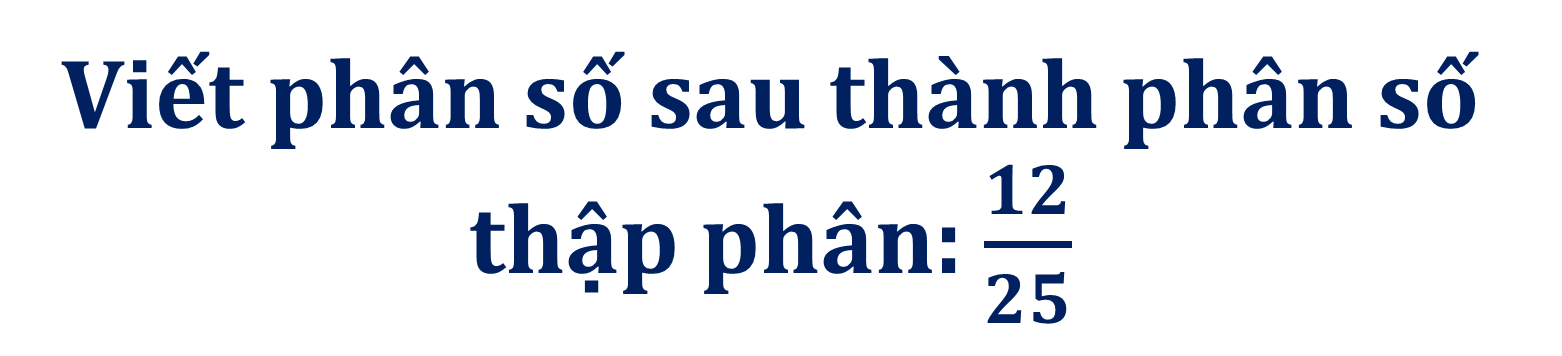 Viết phân số sau thành phân số
thập phân: 12/25